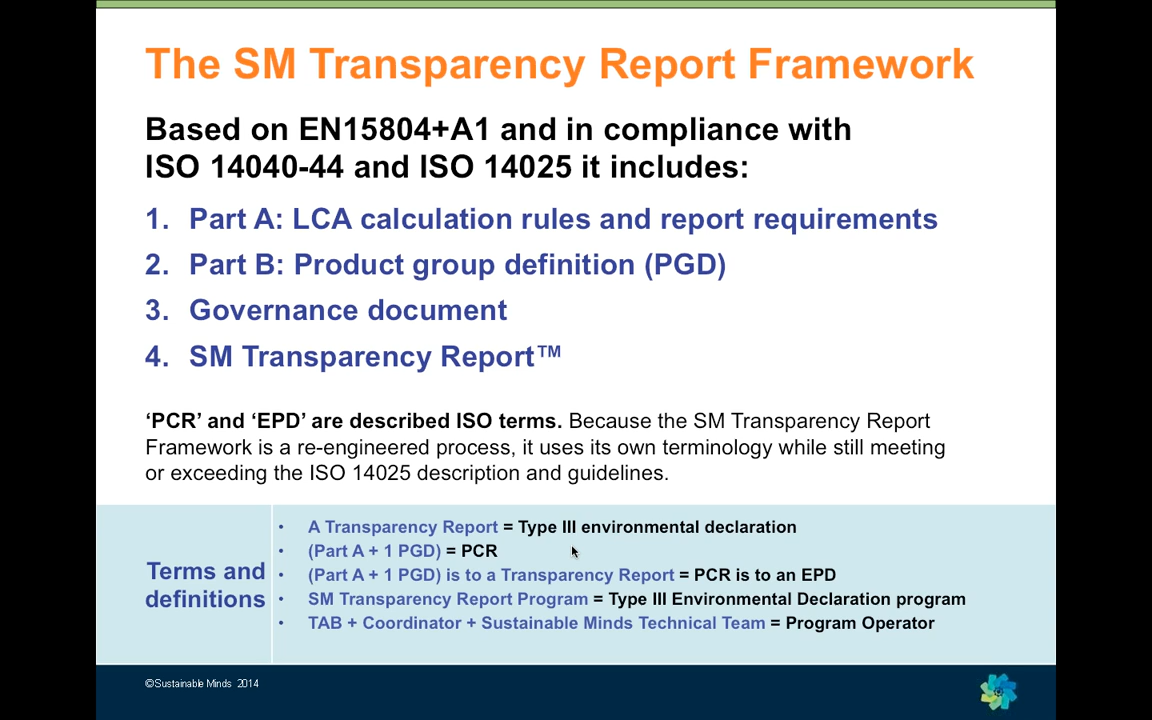 The SM Transparency Report Framework
Based on EN15804+A1 and in compliance with
ISO 14040-44 and ISO 14025 it includes:
1. Part A: LCA calculation rules and report requirements
2. Part B: Product group definition (PGD)
3. Governance document
4. SM Transparency Report™
‘PCR’ and ‘EPD’ are described ISO terms. Because the SM Transparency Report
Framework is a re-engineered process, it uses its own terminology while still meeting
or exceeding the ISO 14025 description and guidelines.
Terms and
definitions
• A Transparency Report = Type III environmental declaration
• (Part A + 1 PGD) = PCR
• (Part A + 1 PGD) is to a Transparency Report = PCR is to an EPD
• SM Transparency Report Program = Type III Environmental Declaration program
• TAB + Coordinator + Sustainable Minds Technical Team = Program Operator
©Sustainable Minds 2014